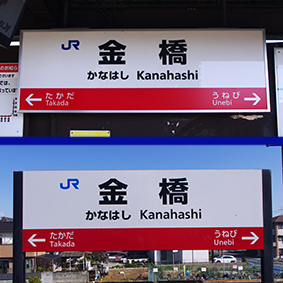 JR 金橋
かなはし Kanahashi
← たかだ うねび →
Takada Unebi
JR 金橋
かなはし Kanahashi
← たかだ うねび →
Takada Unebi